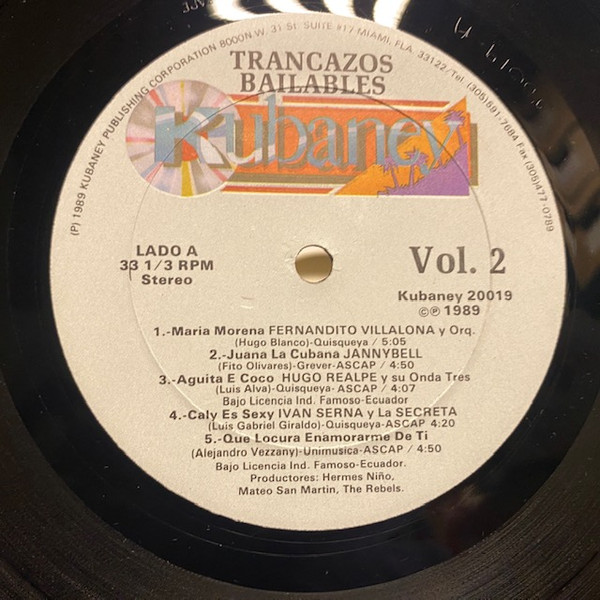 (P) 1989 KUBANEY PUBLISHING CORPORATION 8000 N.W. 31 St. SUITE #17 MIAMI, FLA. 33122/Tel. (305)591-7684 Fax (305)477-0789
TRANCAZOS
BAILABLES
Kubaney
LADO A
33 1/3 RPM
Stereo
Vol. 2
Kubaney 20019
©℗ 1989
1.-Maria Morena FERNANDITO VILLALONA y Orq.
(Hugo Blanco)-Quisqueya / 5:05
2.-Juana La Cubana JANNYBELL
(Fito Olivares)-Grever-ASCAP / 4:50
3.-Aguita E Coco HUGO REALPE y su Onda Tres
(Luis Alva)-Quisqueya-ASCAP / 4:07
Bajo Licencia Ind. Famoso-Ecuador
4.-Caly Es Sexy IVAN SERNA y La SECRETA
(Luis Gabriel Giraldo)-Quisqueya-ASCAP 4:20
5.-Que Locura Enamorarme De Ti
(Alejandro Vezzany)-Unimusica-ASCAP / 4:50
Bajo Licencia Ind. Famoso-Ecuador.
Productores: Hermes Niño,
Mateo San Martin, The Rebels.